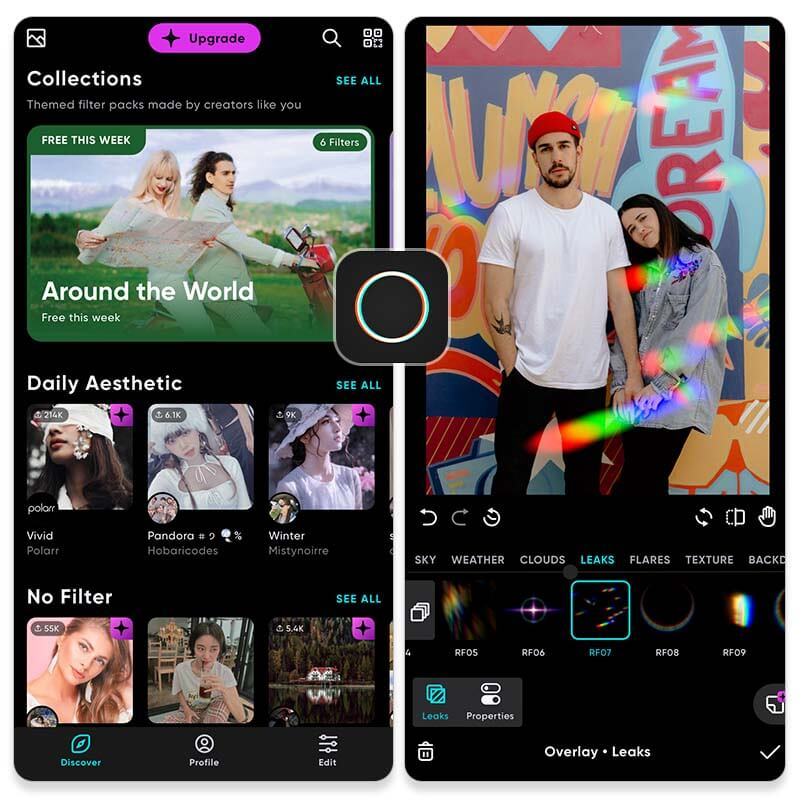 Upgrade
Collections
SEE ALL
Themed filter packs made by creators like you
FREE THIS WEEK
6 Filters
Around the World
Free this week
Daily Aesthetic
SEE ALL
214K
6.1K
9K
polarr
Vivid
Polarr
Pandora
Hobaricodes
Winter
Mistynoirre
No Filter
SEE ALL
55K
5.4K
Discover
Profile
Edit
MUNCH
DREAM
SKY
WEATHER
CLOUDS
LEAKS
FLARES
TEXTURE
BACKD
4
RF05
RF06
RF07
RF08
RF09
Leaks
Properties
Overlay • Leaks